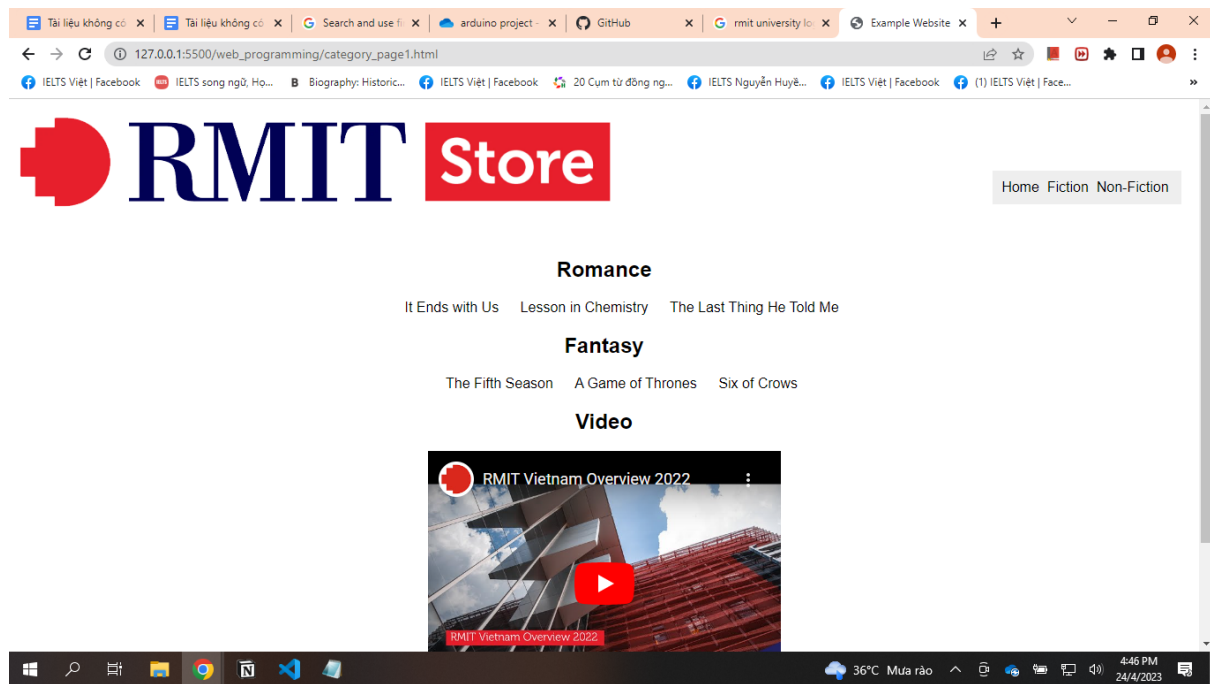 Tài liệu không có
Tài liệu không có
Search and use fi
arduino project -
GitHub
rmit university lo
Example Website
127.0.0.1:5500/web_programming/category_page1.html
IELTS Việt | Facebook
IELTS song ngữ, Họ...
B Biography: Historic...
IELTS Việt | Facebook
20 Cụm từ đồng ng...
IELTS Nguyễn Huyề...
IELTS Việt | Facebook
(1) IELTS Việt | Face...
»
RMIT Store
Home Fiction Non-Fiction
Romance
It Ends with Us Lesson in Chemistry The Last Thing He Told Me
Fantasy
The Fifth Season A Game of Thrones Six of Crows
Video
RMIT Vietnam Overview 2022
RMIT Vietnam Overview 2022
36°C Mưa rào
4:46 PM
24/4/2023